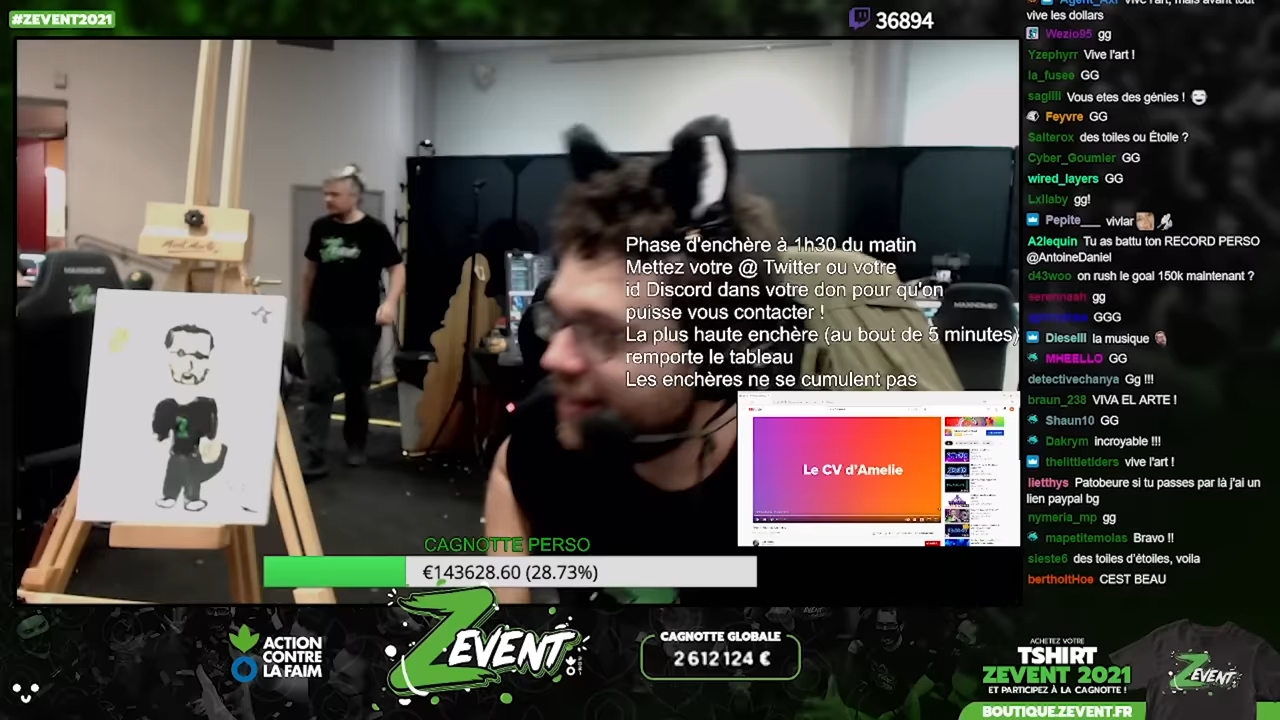 #ZEVENT2021
36894
vive les dollars
Wezio95 gg
Yzephyrr Vive l'art !
la_fusee GG
sagIIII Vous etes des génies !
Feyvre GG
Salterox des toiles ou Étoile ?
Cyber_Goumier GG
wired_layers GG
Lxllaby gg!
Pepite___ vivlar
A2lequin Tu as battu ton RECORD PERSO
@AntoineDaniel
d43woo on rush le goal 150k maintenant ?
serennaah gg
GGG
Dieselll la musique
MHEELLO GG
detectivechanya Gg !!!
braun_238 VIVA EL ARTE !
Shaun10 GG
Dakrym incroyable !!!
thelittletiders vive l'art !
lietthys Patobeure si tu passes par là j'ai un
lien paypal bg
nymeria_mp gg
mapetitemolas Bravo !!
sieste6 des toiles d'étoiles, voila
bertholtHoe CEST BEAU
Phase d'enchère à 1h30 du matin
Mettez votre @ Twitter ou votre
id Discord dans votre don pour qu'on
puisse vous contacter !
La plus haute enchère (au bout de 5 minutes)
remporte le tableau
Les enchères ne se cumulent pas
Le CV d'Amelie
CAGNOTTE PERSO
€143628.60 (28.73%)
ACTION
CONTRE
LA FAIM
ZEVENT
CAGNOTTE GLOBALE
2 612 124 €
ACHETEZ VOTRE
TSHIRT
ZEVENT 2021
ET PARTICIPEZ À LA CAGNOTTE !
BOUTIQUE.ZEVENT.FR
ZEVENT